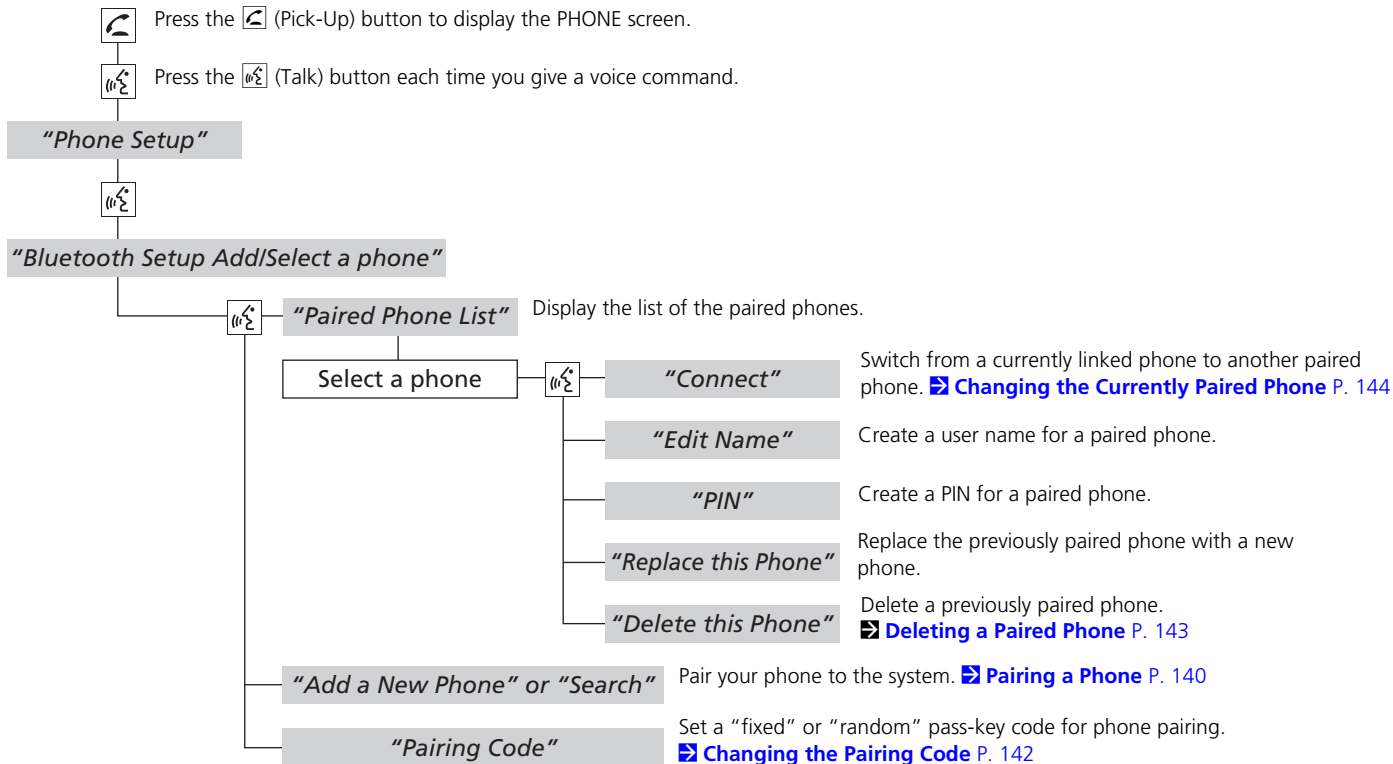 Press the (Pick-Up) button to display the PHONE screen.
Press the (Talk) button each time you give a voice command.
“Phone Setup”
“Bluetooth Setup Add/Select a phone”
“Paired Phone List” Display the list of the paired phones.
Select a phone
“Connect”
Switch from a currently linked phone to another paired
phone. Changing the Currently Paired Phone P. 144
“Edit Name” Create a user name for a paired phone.
“PIN” Create a PIN for a paired phone.
“Replace this Phone”
Replace the previously paired phone with a new
phone.
“Delete this Phone”
Delete a previously paired phone.
Deleting a Paired Phone P. 143
“Add a New Phone” or “Search” Pair your phone to the system. Pairing a Phone P. 140
“Pairing Code”
Set a “fixed” or “random” pass-key code for phone pairing.
Changing the Pairing Code P. 142